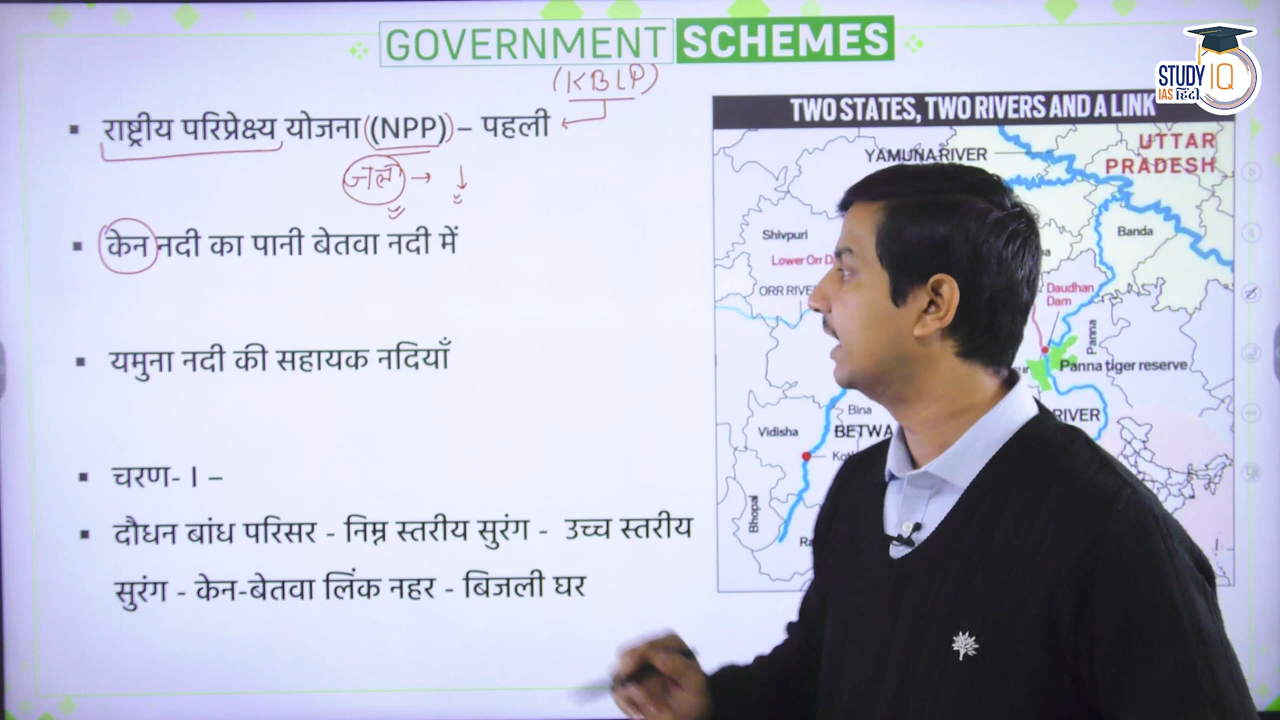 GOVERNMENT SCHEMES
STUDY IQ
IAS हिंदी
(KBLP)
▪ राष्ट्रीय परिप्रेक्ष्य योजना (NPP) – पहली
जल →
▪ केन नदी का पानी बेतवा नदी में
▪ यमुना नदी की सहायक नदियाँ
▪ चरण- I –
▪ दौधन बांध परिसर - निम्न स्तरीय सुरंग - उच्च स्तरीय
सुरंग - केन-बेतवा लिंक नहर - बिजली घर
TWO STATES, TWO RIVERS AND A LINK
YAMUNA RIVER
UTTAR
PRADESH
Shivpuri
Banda
Lower Orr
ORR
Daudhan
Dam
Panna
Panna tiger reserve
RIVER
Bina
Vidisha
BETWA
Bhopal